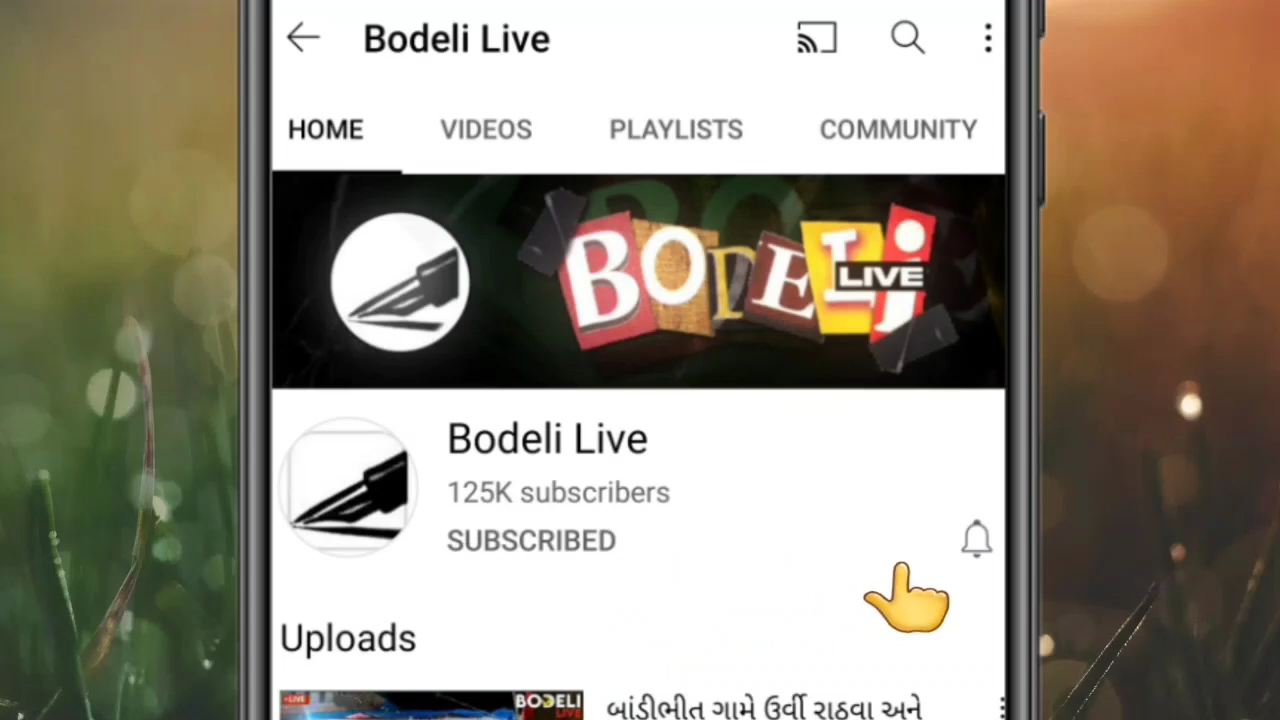 Bodeli Live
HOME VIDEOS PLAYLISTS COMMUNITY
BODELi
LIVE
Bodeli Live
125K subscribers
SUBSCRIBED
Uploads
LIVE
BODELI
LIVE
બાંડીભીત ગામે ઉર્વી રાઠવા અને